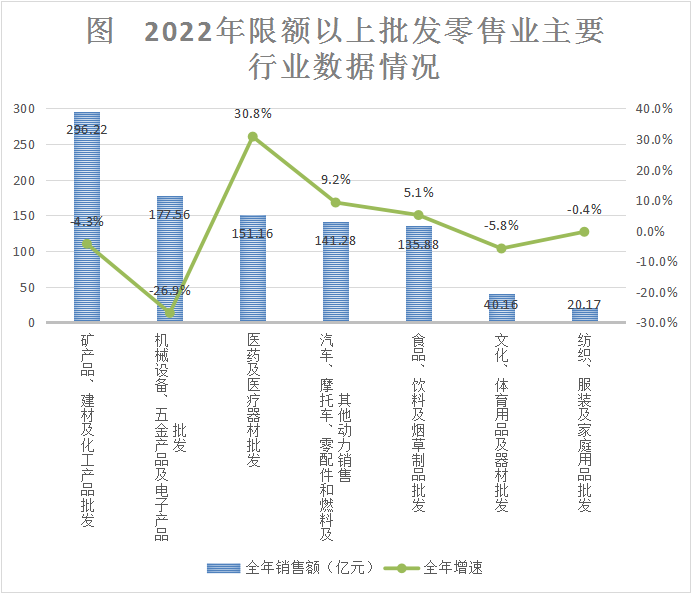 图 2022年限额以上批发零售业主要
行业数据情况
300
250
200
150
100
50
0
40.0%
30.0%
20.0%
10.0%
0.0%
-10.0%
-20.0%
-30.0%
296.22
177.56
151.16
141.28
135.88
40.16
20.17
-4.3%
-26.9%
30.8%
9.2%
5.1%
-5.8%
-0.4%
矿产品、建材及化工产品批发
机械设备、五金产品及电子产品
批发
医药及医疗器材批发
汽车、摩托车、零配件和燃料及
其他动力销售
食品、饮料及烟草制品批发
文化、体育用品及器材批发
纺织、服装及家庭用品批发
全年销售额（亿元）
全年增速